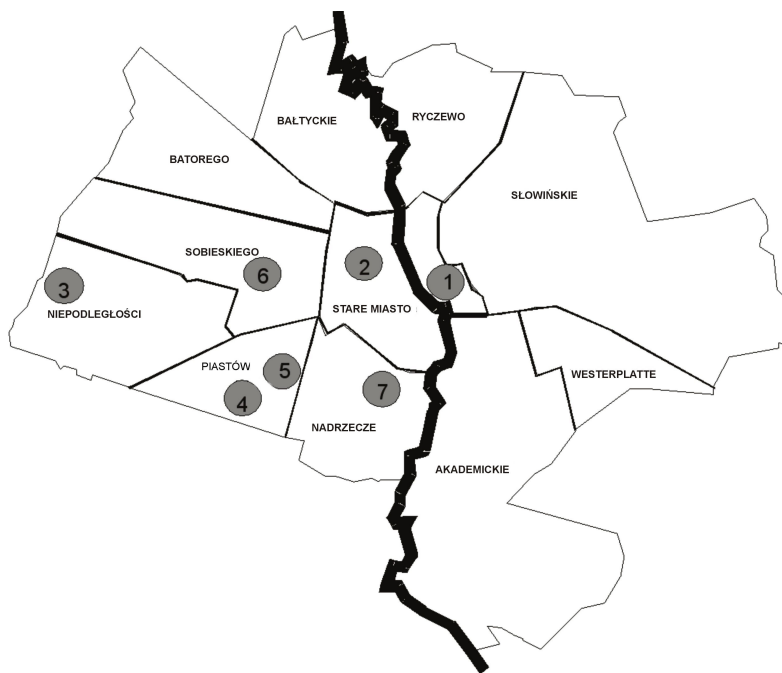 BAŁTYCKIE
RYCZEWO
BATOREGO
SŁOWIŃSKIE
SOBIESKIEGO
6
2
1
3
NIEPODLEGŁOŚCI
STARE MIASTO
PIASTÓW
5
4
7
WESTERPLATTE
NADRZECZE
AKADEMICKIE